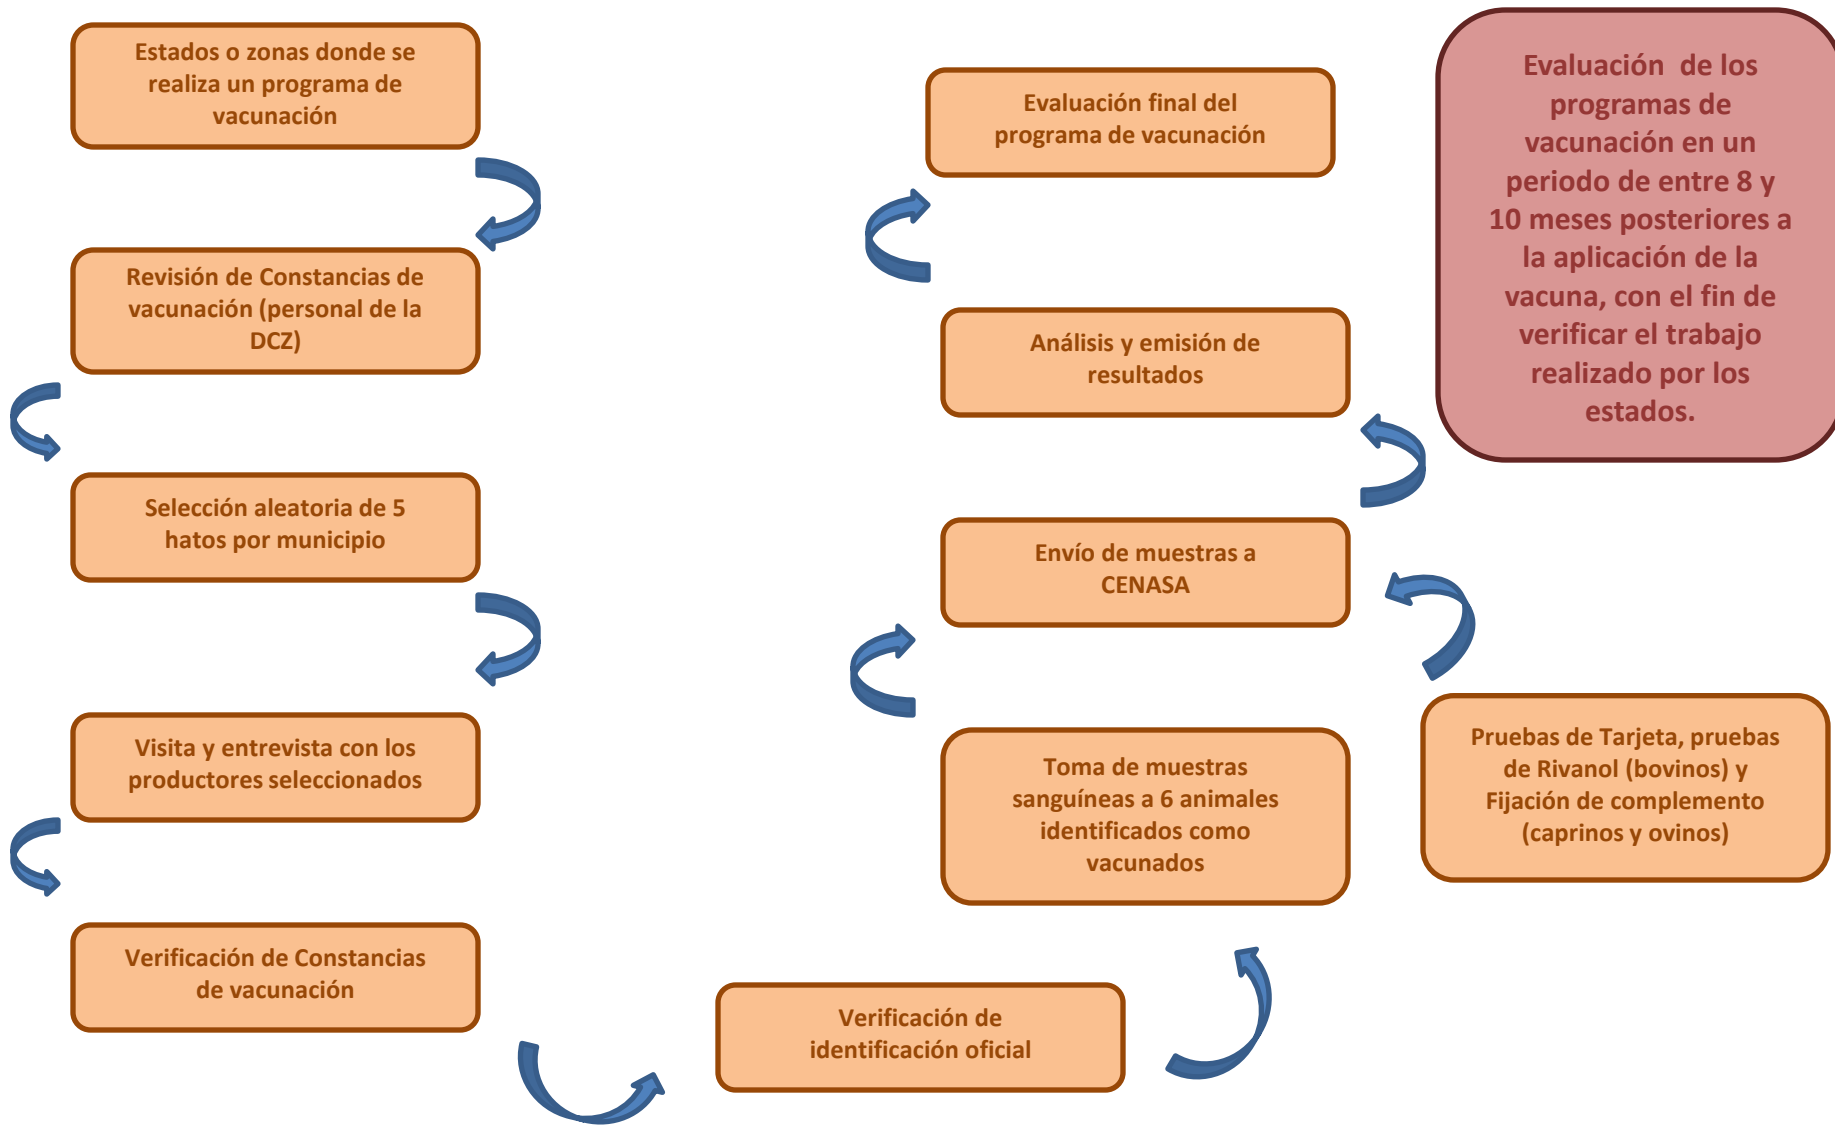 Estados o zonas donde se
realiza un programa de
vacunación
Revisión de Constancias de
vacunación (personal de la
DCZ)
Selección aleatoria de 5
hatos por municipio
Visita y entrevista con los
productores seleccionados
Verificación de Constancias
de vacunación
Verificación de
identificación oficial
Toma de muestras
sanguíneas a 6 animales
identificados como
vacunados
Pruebas de Tarjeta, pruebas
de Rivanol (bovinos) y
Fijación de complemento
(caprinos y ovinos)
Envío de muestras a
CENASA
Análisis y emisión de
resultados
Evaluación final del
programa de vacunación
Evaluación de los
programas de
vacunación en un
periodo de entre 8 y
10 meses posteriores a
la aplicación de la
vacuna, con el fin de
verificar el trabajo
realizado por los
estados.